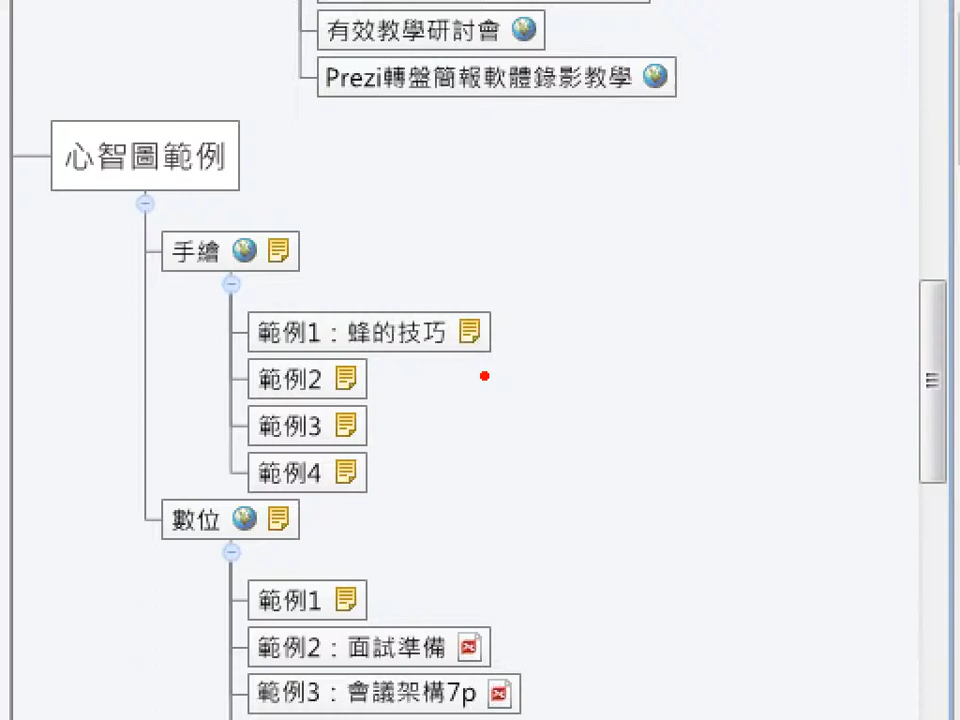 有效教學研討會
Prezi轉盤簡報軟體錄影教學
心智圖範例
手繪
範例1：蜂的技巧
範例2
範例3
範例4
數位
範例1
範例2：面試準備
範例3：會議架構7p